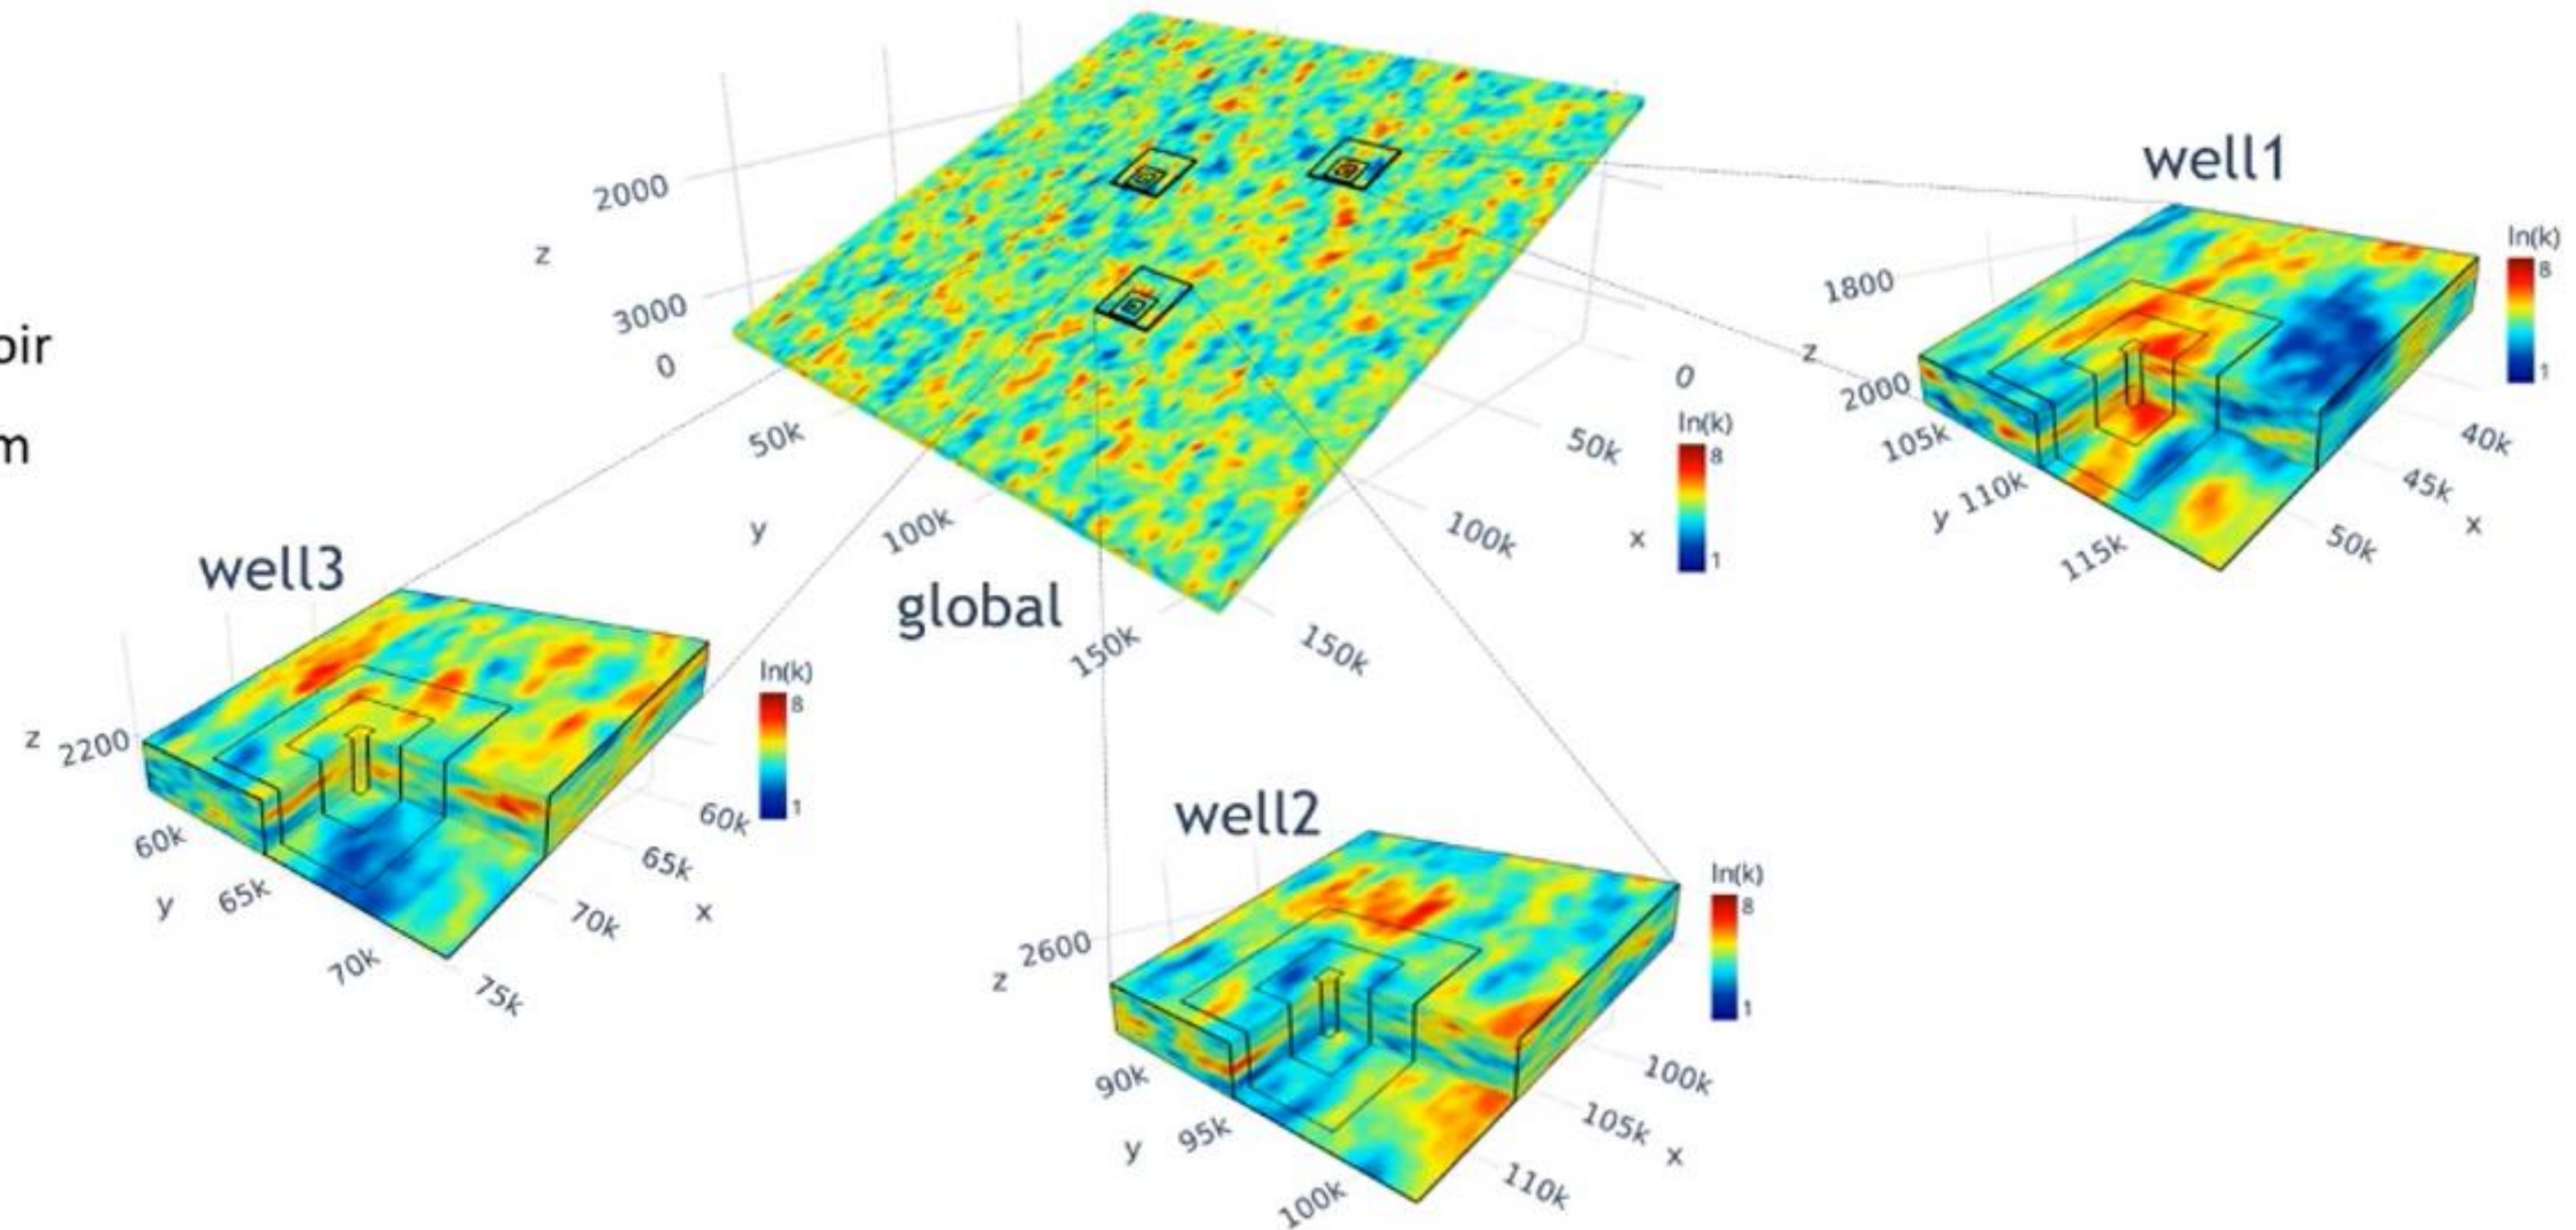 oir
m
global
z
2000
3000
0
y
50k
100k
150k
x
0
50k
100k
150k
ln(k)
8
1
well1
z
1800
2000
y
105k
110k
115k
x
40k
45k
50k
ln(k)
8
1
well3
z
2200
y
60k
65k
70k
x
60k
65k
70k
75k
ln(k)
8
1
well2
z
2600
y
90k
95k
100k
x
100k
105k
110k
ln(k)
8
1